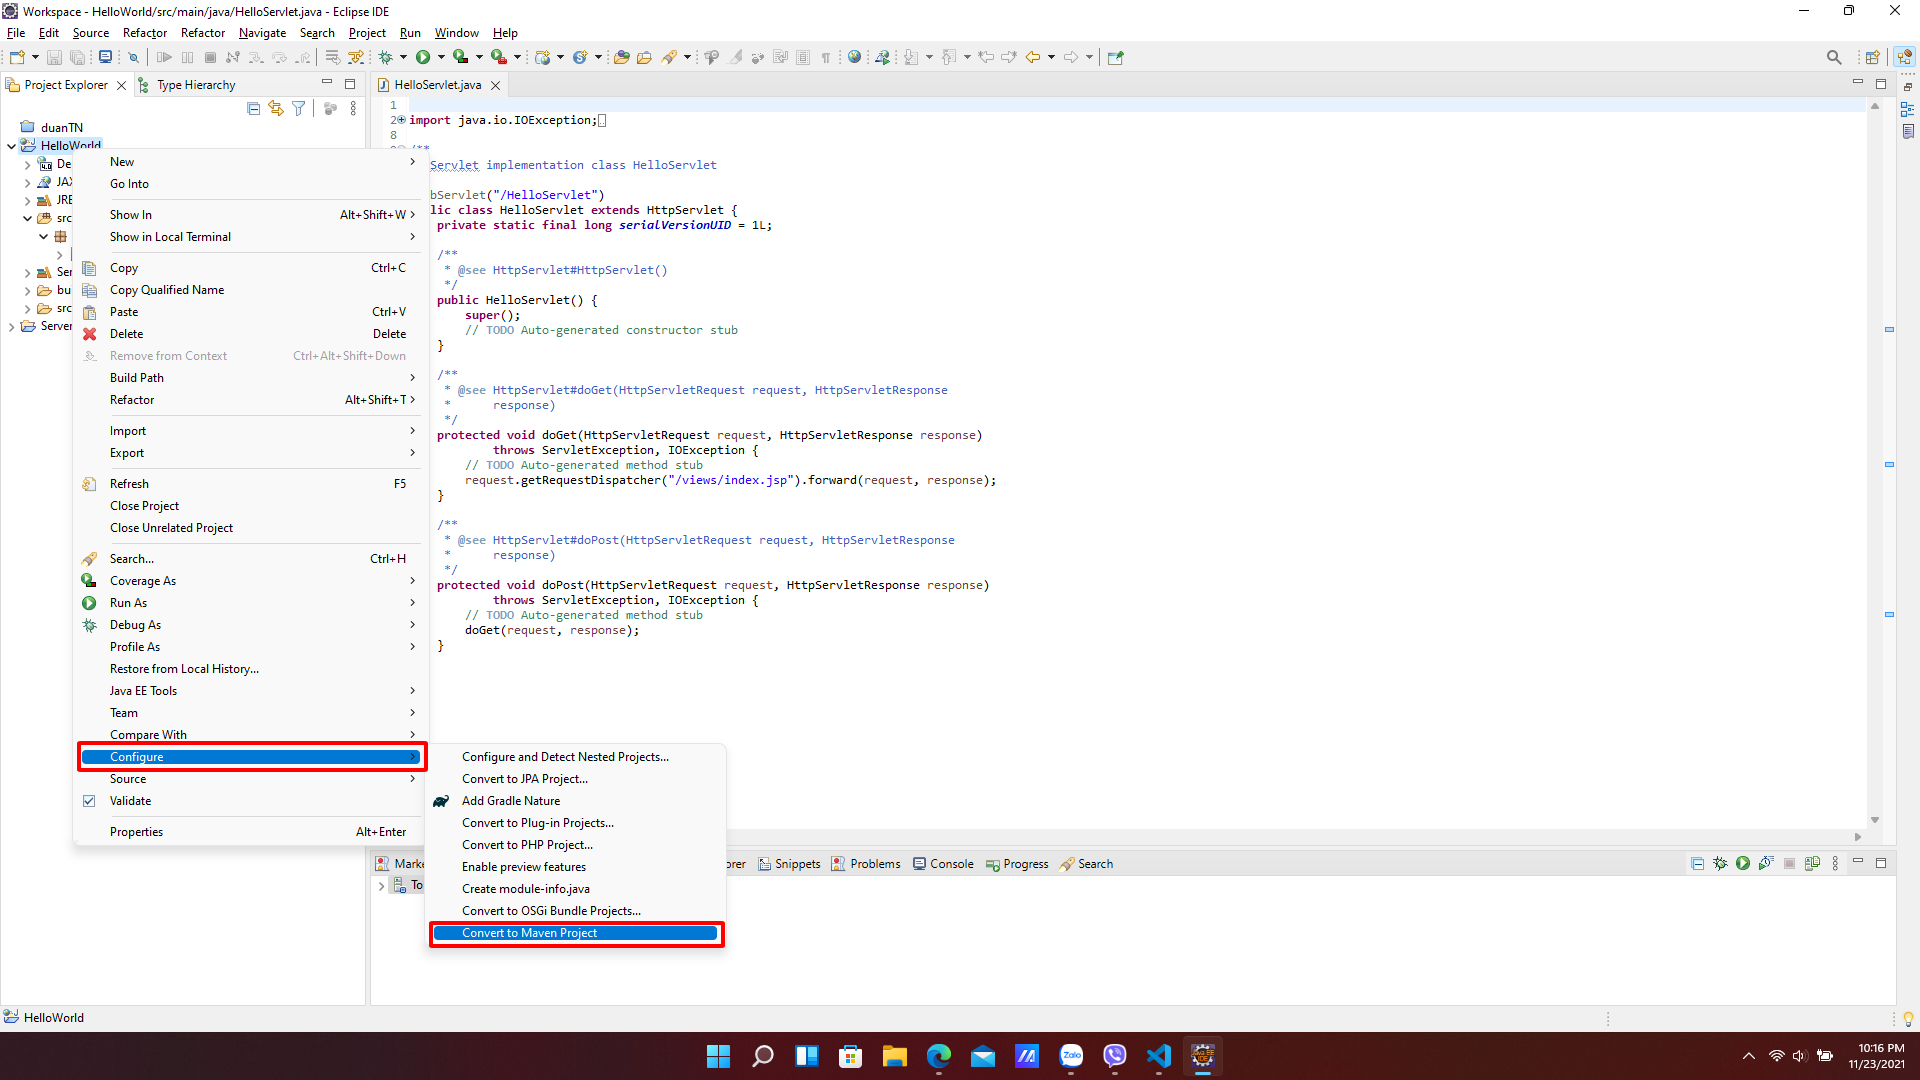 Workspace - HelloWorld/src/main/java/HelloServlet.java - Eclipse IDE
File Edit Source Refactor Refactor Navigate Search Project Run Window Help
Project Explorer Type Hierarchy
HelloServlet.java
duanTN
HelloWorld
De
JAX
JRE
src
Ser
bu
src
Server
New
Go Into
Show In Alt+Shift+W
Show in Local Terminal
Copy Ctrl+C
Copy Qualified Name
Paste Ctrl+V
Delete Delete
Remove from Context Ctrl+Alt+Shift+Down
Build Path
Refactor Alt+Shift+T
Import
Export
Refresh F5
Close Project
Close Unrelated Project
Search... Ctrl+H
Coverage As
Run As
Debug As
Profile As
Restore from Local History...
Java EE Tools
Team
Compare With
Configure
Source
Validate
Properties Alt+Enter
Configure and Detect Nested Projects...
Convert to JPA Project...
Add Gradle Nature
Convert to Plug-in Projects...
Convert to PHP Project...
Enable preview features
Create module-info.java
Convert to OSGi Bundle Projects...
Convert to Maven Project
1
2 import java.io.IOException;
8
/**
Servlet implementation class HelloServlet
bServlet("/HelloServlet")
lic class HelloServlet extends HttpServlet {
private static final long serialVersionUID = 1L;
/**
* @see HttpServlet#HttpServlet()
*/
public HelloServlet() {
super();
// TODO Auto-generated constructor stub
}
/**
* @see HttpServlet#doGet(HttpServletRequest request, HttpServletResponse
* response)
*/
protected void doGet(HttpServletRequest request, HttpServletResponse response)
throws ServletException, IOException {
// TODO Auto-generated method stub
request.getRequestDispatcher("/views/index.jsp").forward(request, response);
}
/**
* @see HttpServlet#doPost(HttpServletRequest request, HttpServletResponse
* response)
*/
protected void doPost(HttpServletRequest request, HttpServletResponse response)
throws ServletException, IOException {
// TODO Auto-generated method stub
doGet(request, response);
}
Marke orer Snippets Problems Console Progress Search
To
HelloWorld
Zalo
10:16 PM
11/23/2021